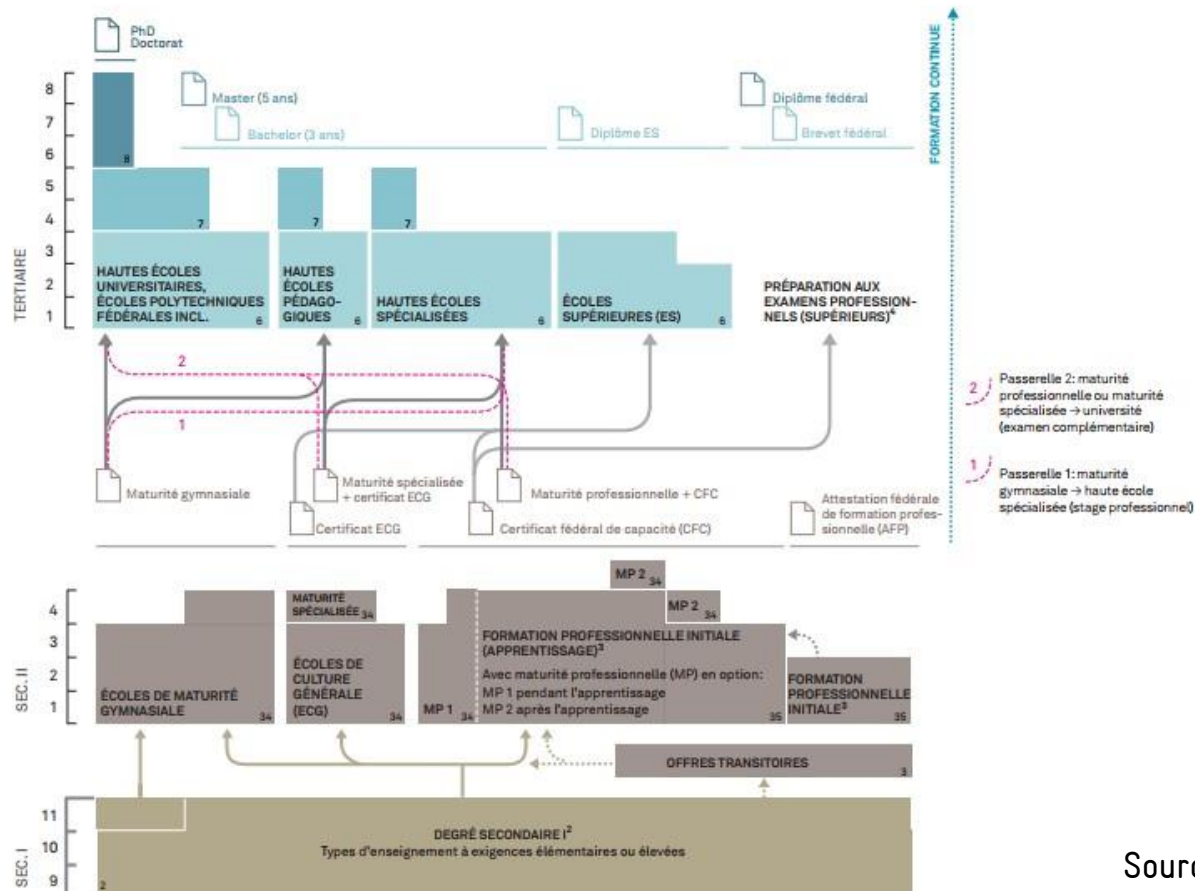 PhD
Doctorat
8
7
6
5
4
3
2
1
TERTIAIRE
Master (5 ans)
Bachelor (3 ans)
Diplôme ES
Diplôme fédéral
Brevet fédéral
FORMATION CONTINUE
8
7
7
7
HAUTES ÉCOLES
UNIVERSITAIRES,
ÉCOLES POLYTECHNIQUES
FÉDÉRALES INCL.
6
HAUTES
ÉCOLES
PÉDAGO-
GIQUES
6
HAUTES ÉCOLES
SPÉCIALISÉES
6
ÉCOLES
SUPÉRIEURES (ES)
6
PRÉPARATION AUX
EXAMENS PROFESSION-
NELS (SUPÉRIEURS)4
2
1
2
Passerelle 2: maturité
professionnelle ou maturité
spécialisée → université
(examen complémentaire)
1
Passerelle 1: maturité
gymnasiale → haute école
spécialisée (stage professionnel)
Maturité gymnasiale
Maturité spécialisée
+ certificat ECG
Maturité professionnelle + CFC
Certificat ECG
Certificat fédéral de capacité (CFC)
Attestation fédérale
de formation profes-
sionnelle (AFP)
4
3
2
1
SEC. II
ÉCOLES DE MATURITÉ
GYMNASIALE
34
MATURITÉ
SPÉCIALISÉE 34
ÉCOLES DE
CULTURE
GÉNÉRALE
(ECG)
34
MP 1 34
MP 2 34
MP 2 34
FORMATION PROFESSIONNELLE INITIALE
(APPRENTISSAGE)3
Avec maturité professionnelle (MP) en option:
MP 1 pendant l'apprentissage
MP 2 après l'apprentissage
35
FORMATION
PROFESSIONNELLE
INITIALE3
35
OFFRES TRANSITOIRES
3
11
10
9
SEC. I
DEGRÉ SECONDAIRE I2
Types d'enseignement à exigences élémentaires ou élevées
2
Sourc